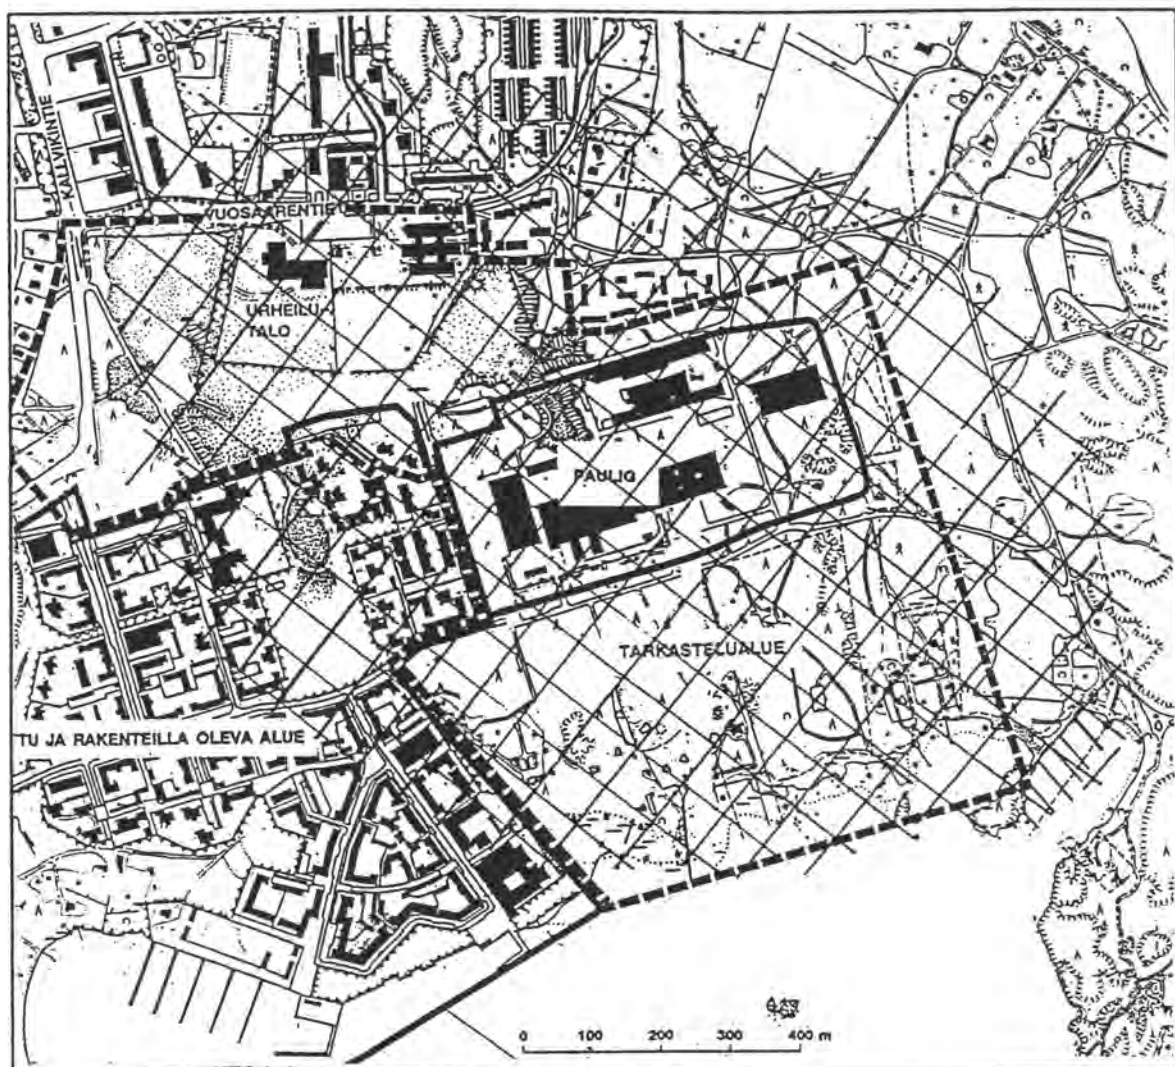 KALLVIKINTIE
VUOSAARENTIE
URHEILU-
TALO
PAULIG
TARKASTELUALUE
TU JA RAKENTEILLA OLEVA ALUE
0 100 200 300 400 m